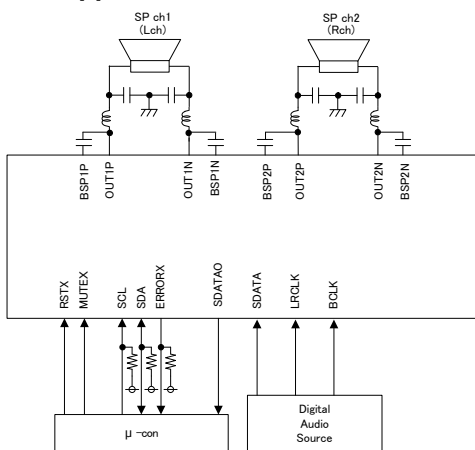 SP ch1
(Lch)
SP ch2
(Rch)
BSP1P
OUT1P
OUT1N
BSP1N
BSP2P
OUT2P
OUT2N
BSP2N
RSTX
MUTEX
SCL
SDA
ERRORX
SDATAO
SDATA
LRCLK
BCLK
μ-con
Digital
Audio
Source